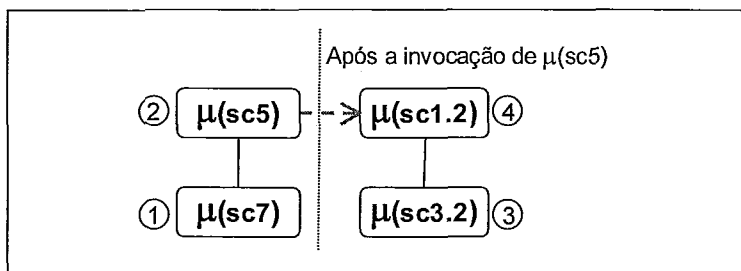 Após a invocação de μ(sc5)
② μ(sc5) μ(sc1.2) ④
① μ(sc7) μ(sc3.2) ③